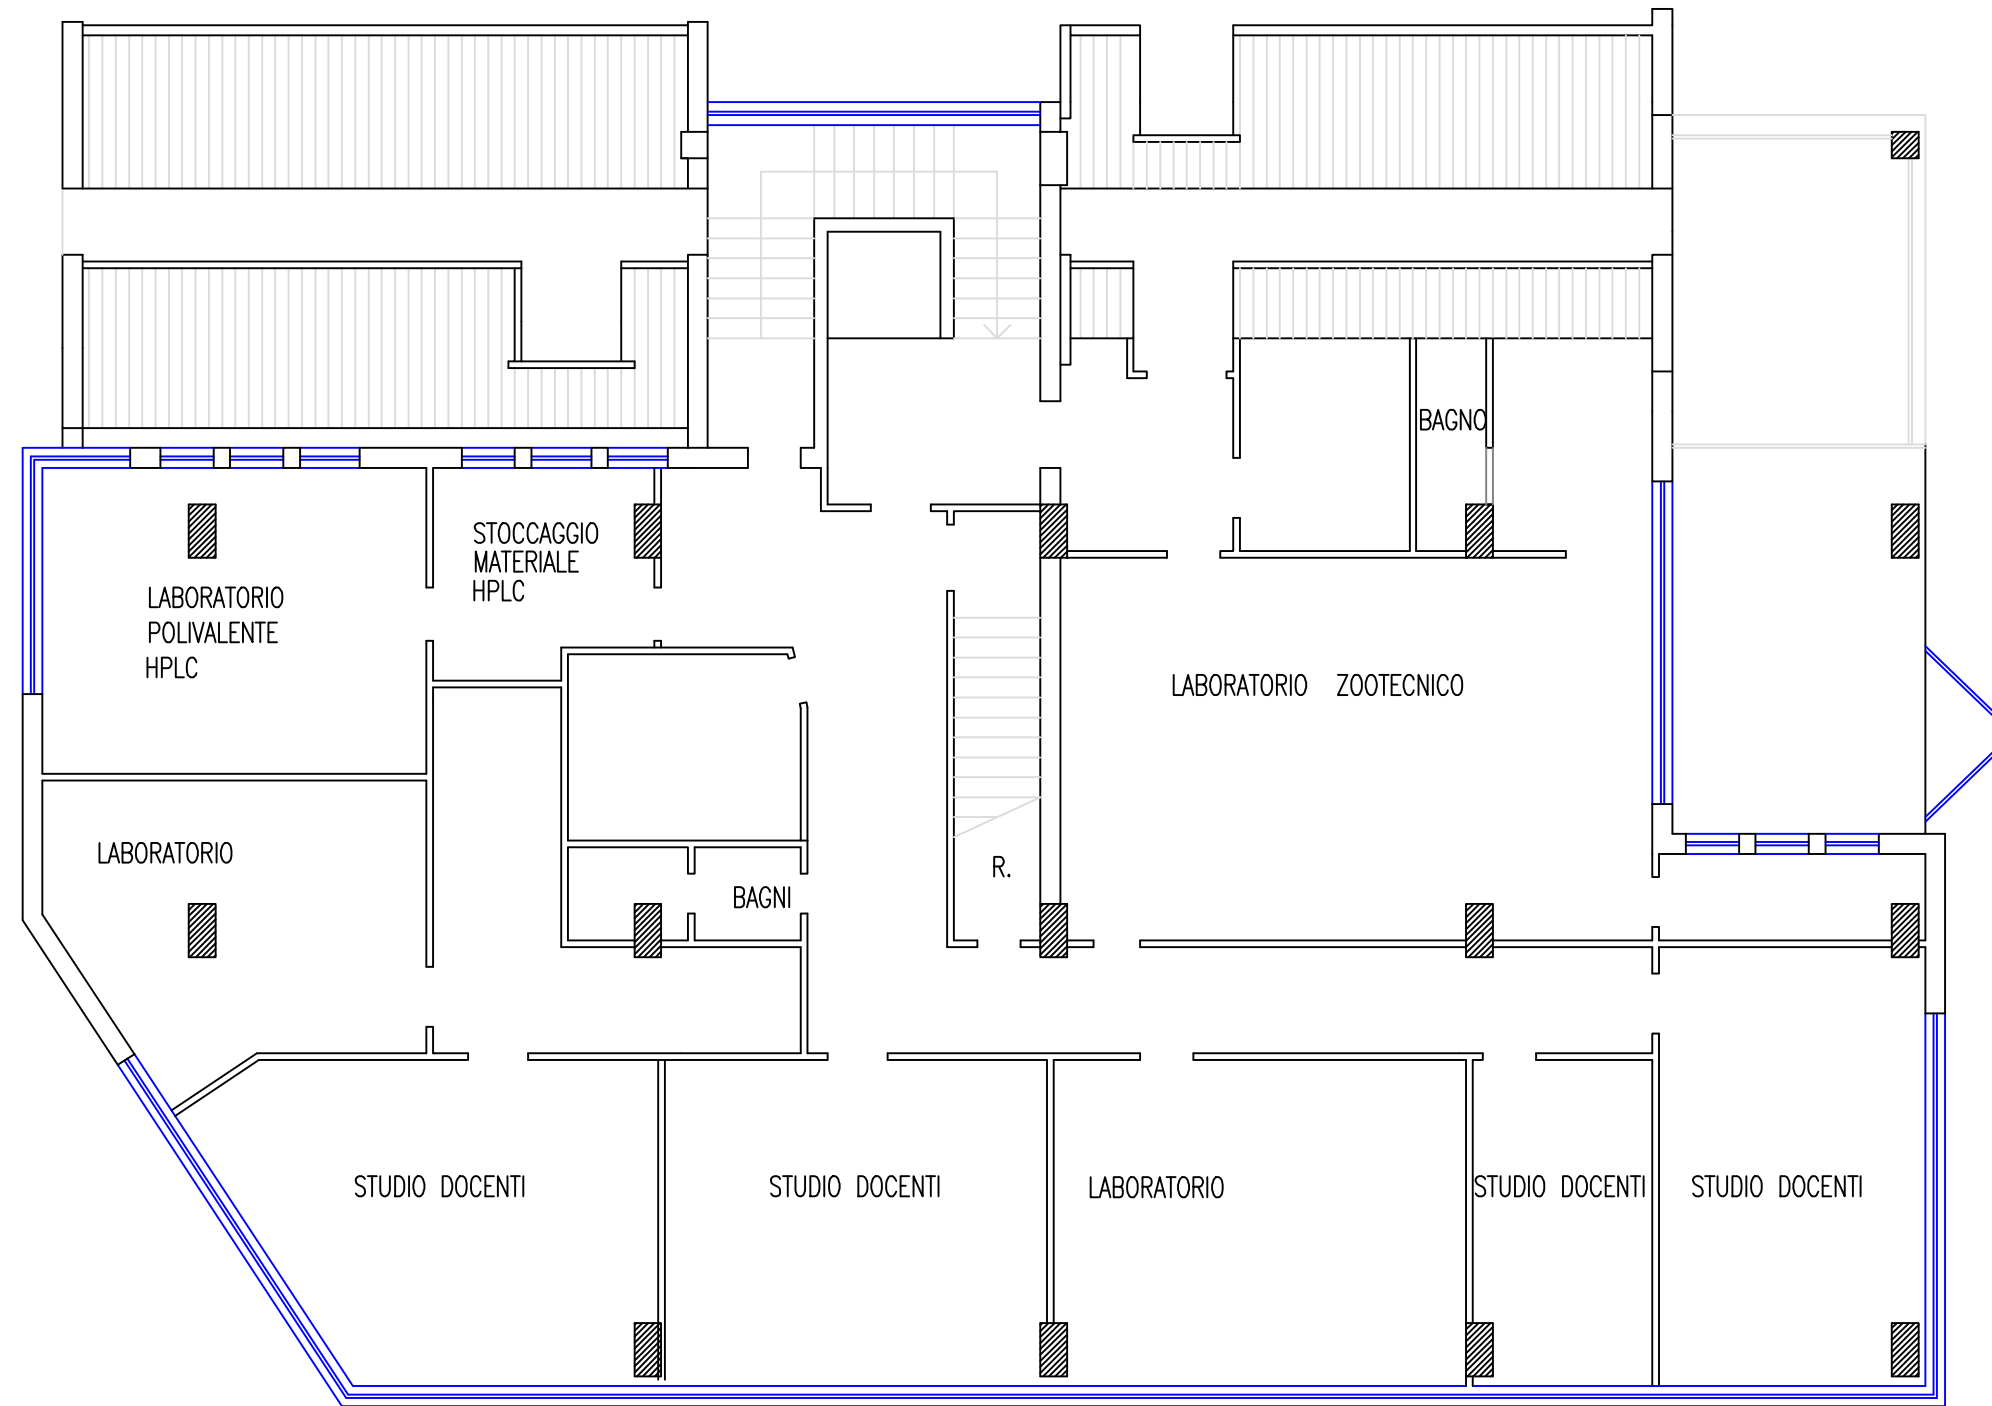 BAGNO
STOCCAGGIO
MATERIALE
HPLC
LABORATORIO
POLIVALENTE
HPLC
LABORATORIO ZOOTECNICO
LABORATORIO
R.
BAGNI
STUDIO DOCENTI
STUDIO DOCENTI
LABORATORIO
STUDIO DOCENTI
STUDIO DOCENTI